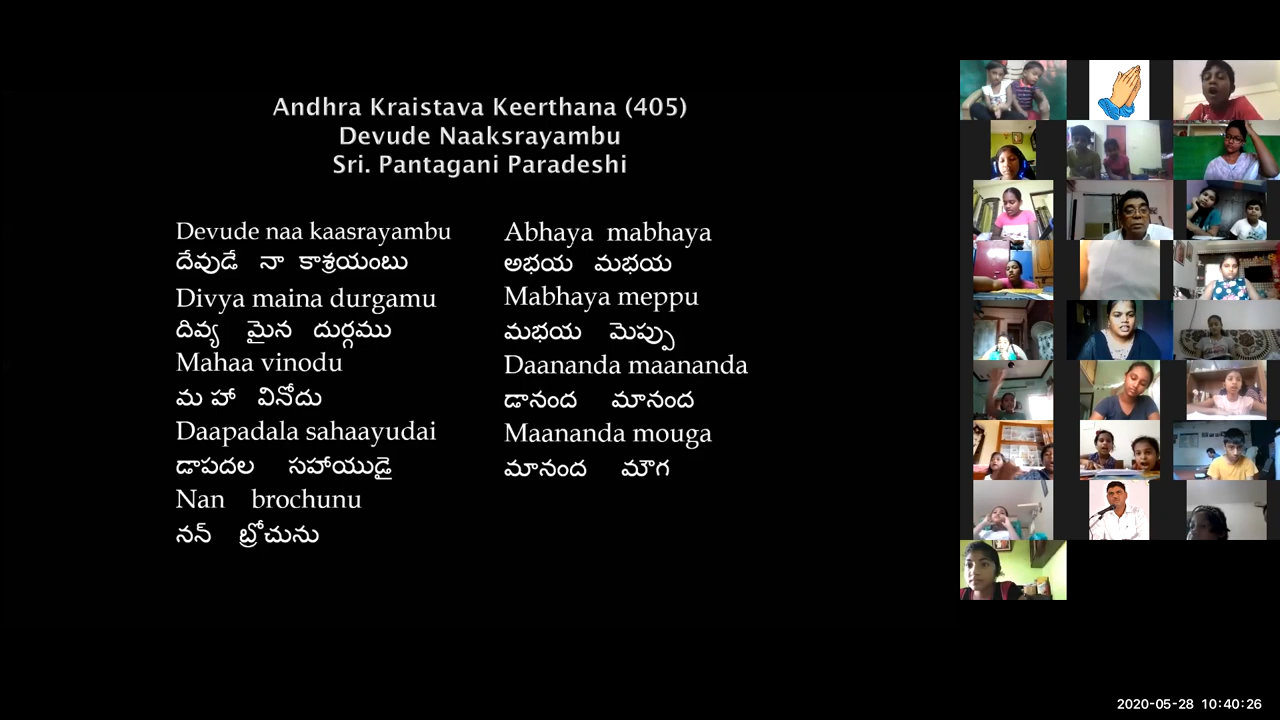 Andhra Kraistava Keerthana (405)
Devude Naaksrayambu
Sri. Pantagani Paradeshi
Devude naa kaasrayambu
దేవుడే నా కాశ్రయంబు
Divya maina durgamu
దివ్య మైన దుర్గము
Mahaa vinodu
మ హా వినోదు
Daapadala sahaayudai
డాపదల సహాయుడై
Nan brochunu
నన్ బ్రోచును
Abhaya mabhaya
అభయ మభయ
Mabhaya meppu
మభయ మెప్పు
Daananda maananda
డానంద మానంద
Maananda mouga
మానంద మౌగ
2020-05-28 10:40:26